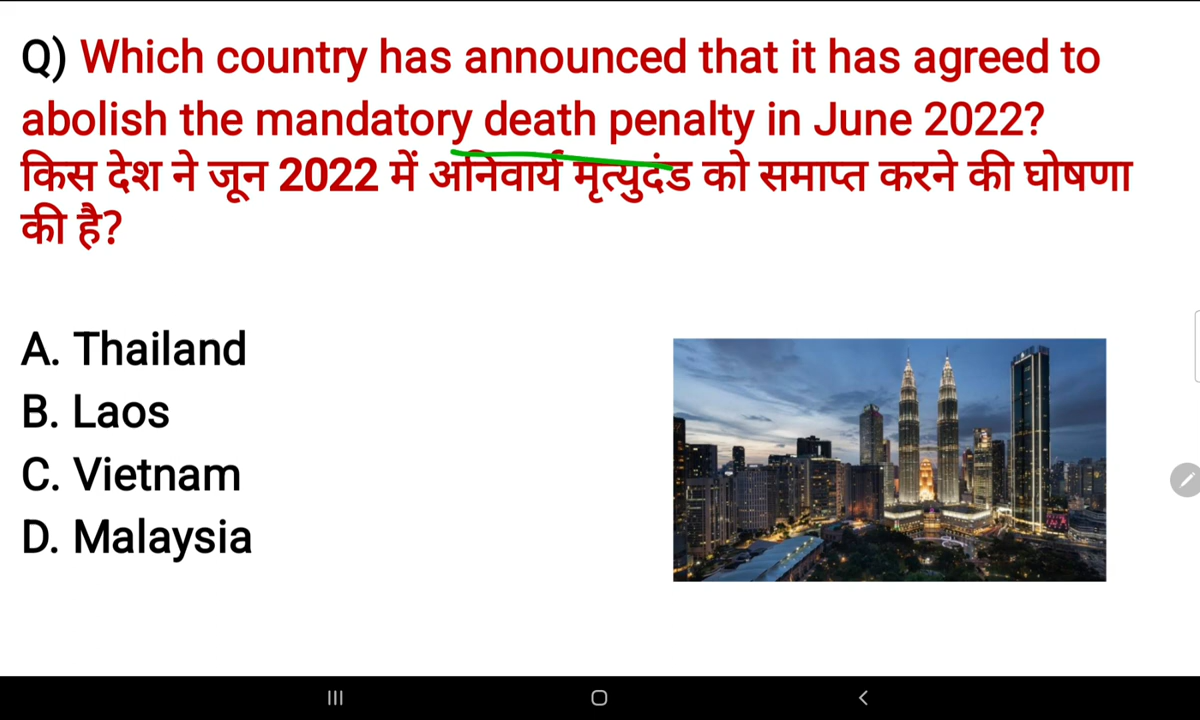 Q) Which country has announced that it has agreed to
abolish the mandatory death penalty in June 2022?
किस देश ने जून 2022 में अनिवार्य मृत्युदंड को समाप्त करने की घोषणा
की है?
A. Thailand
B. Laos
C. Vietnam
D. Malaysia